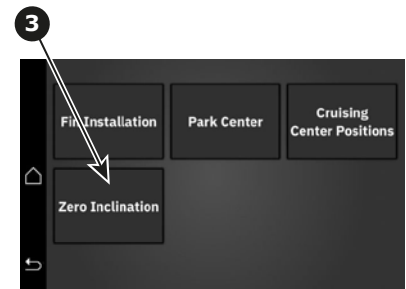 3
Fin Installation
Park Center
Cruising
Center Positions
Zero Inclination